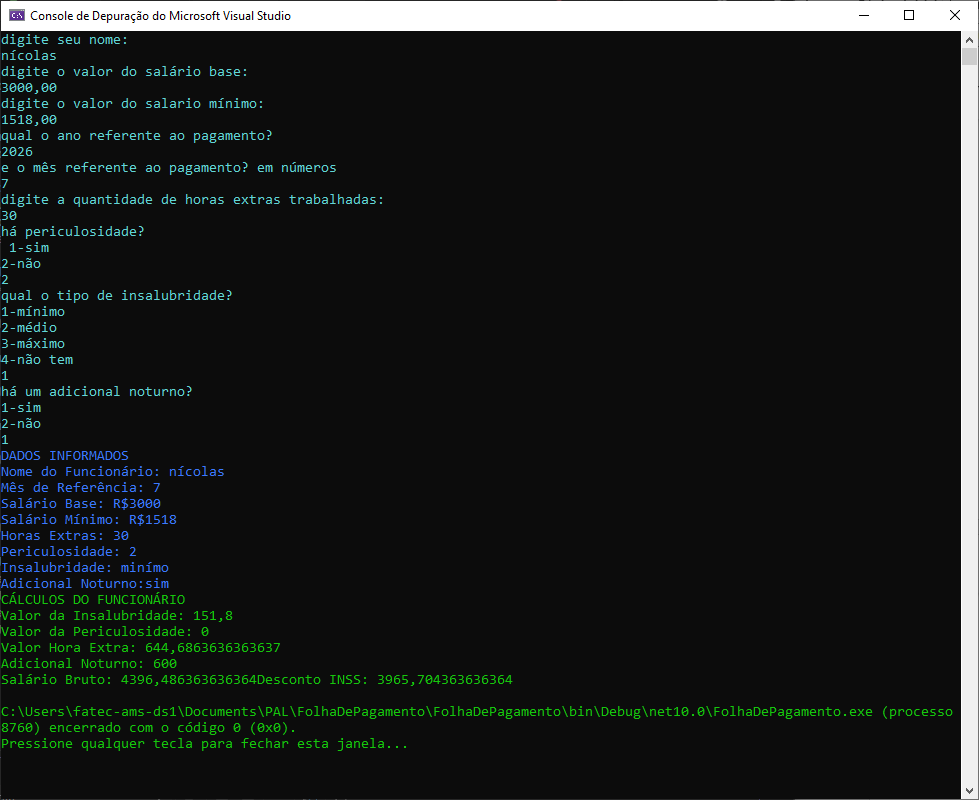 Console de Depuração do Microsoft Visual Studio
digite seu nome:
nícolas
digite o valor do salário base:
3000,00
digite o valor do salario mínimo:
1518,00
qual o ano referente ao pagamento?
2026
e o mês referente ao pagamento? em números
7
digite a quantidade de horas extras trabalhadas:
30
há periculosidade?
 1-sim
2-não
2
qual o tipo de insalubridade?
1-mínimo
2-médio
3-máximo
4-não tem
1
há um adicional noturno?
1-sim
2-não
1
DADOS INFORMADOS
Nome do Funcionário: nícolas
Mês de Referência: 7
Salário Base: R$3000
Salário Mínimo: R$1518
Horas Extras: 30
Periculosidade: 2
Insalubridade: minímo
Adicional Noturno:sim
CÁLCULOS DO FUNCIONÁRIO
Valor da Insalubridade: 151,8
Valor da Periculosidade: 0
Valor Hora Extra: 644,6863636363637
Adicional Noturno: 600
Salário Bruto: 4396,486363636364Desconto INSS: 3965,704363636364
C:\Users\fatec-ams-ds1\Documents\PAL\FolhaDePagamento\FolhaDePagamento\bin\Debug\net10.0\FolhaDePagamento.exe (processo
8760) encerrado com o código 0 (0x0).
Pressione qualquer tecla para fechar esta janela...